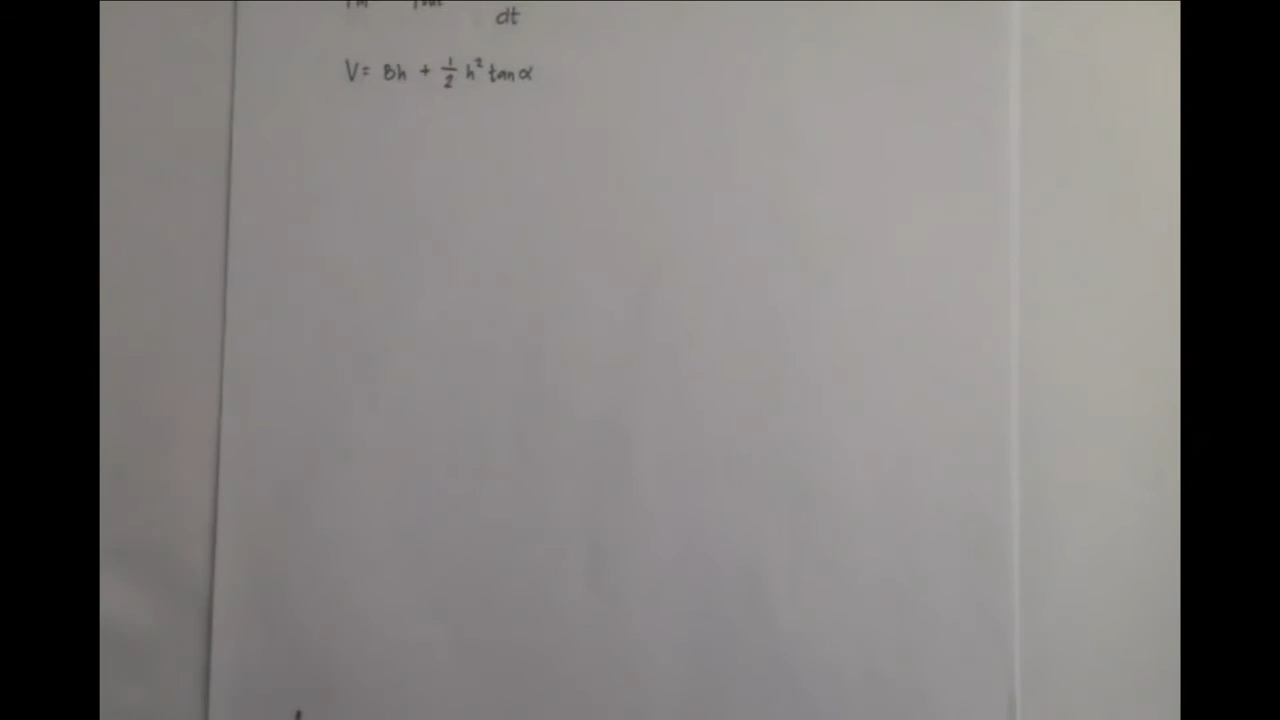 dt
V = Bh + 1/2 h² tan α